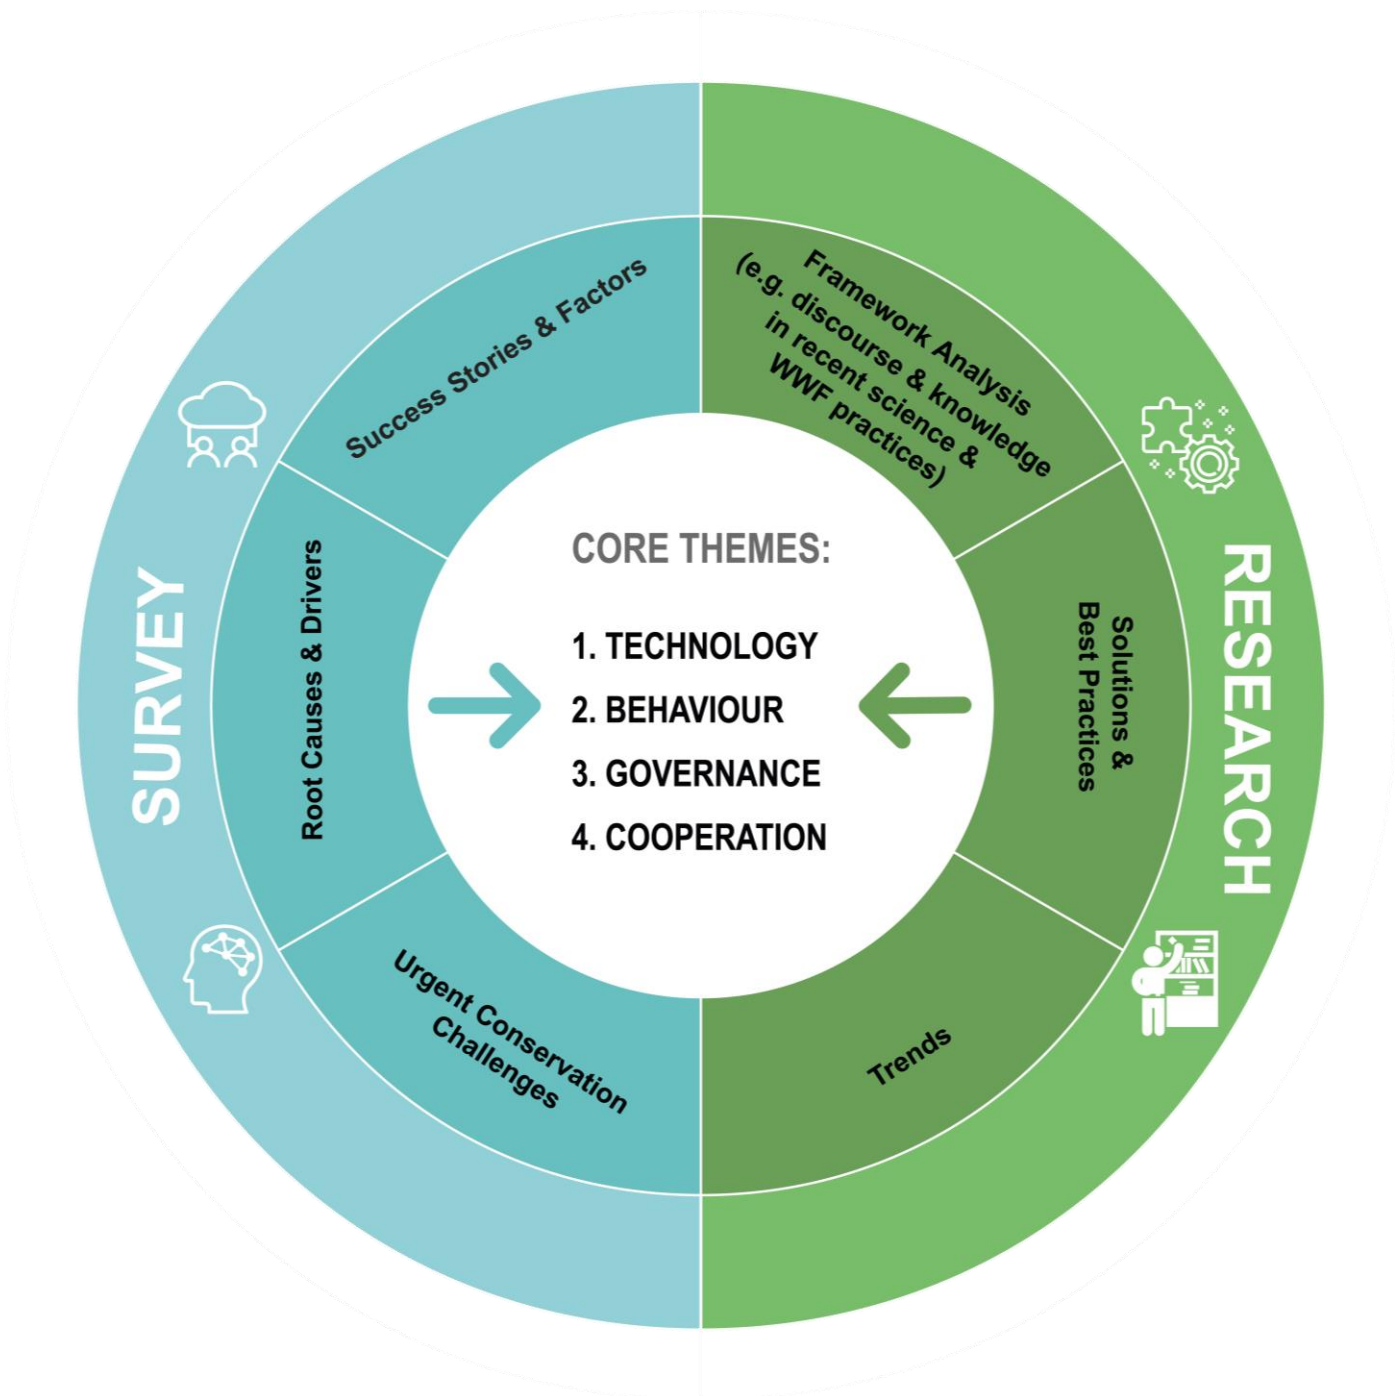 SURVEY
Success Stories & Factors
Root Causes & Drivers
Urgent Conservation
Challenges
CORE THEMES:
1. TECHNOLOGY
2. BEHAVIOUR
3. GOVERNANCE
4. COOPERATION
Framework Analysis
(e.g. discourse & knowledge
in recent science &
WWF practices)
Solutions &
Best Practices
Trends
RESEARCH